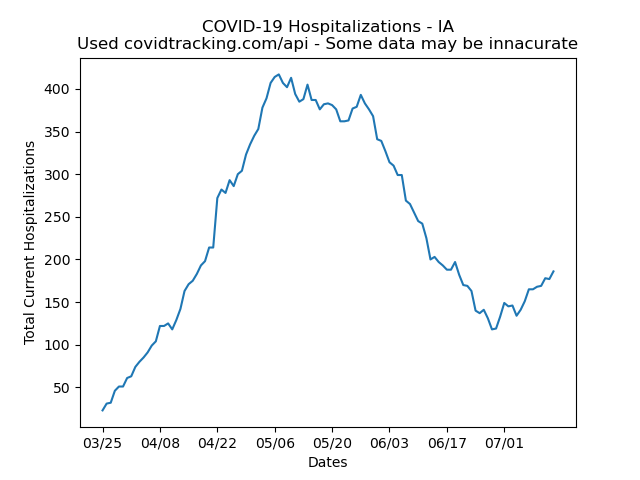 COVID-19 Hospitalizations - IA
Used covidtracking.com/api - Some data may be innacurate
Total Current Hospitalizations
400
350
300
250
200
150
100
50
03/25 04/08 04/22 05/06 05/20 06/03 06/17 07/01
Dates